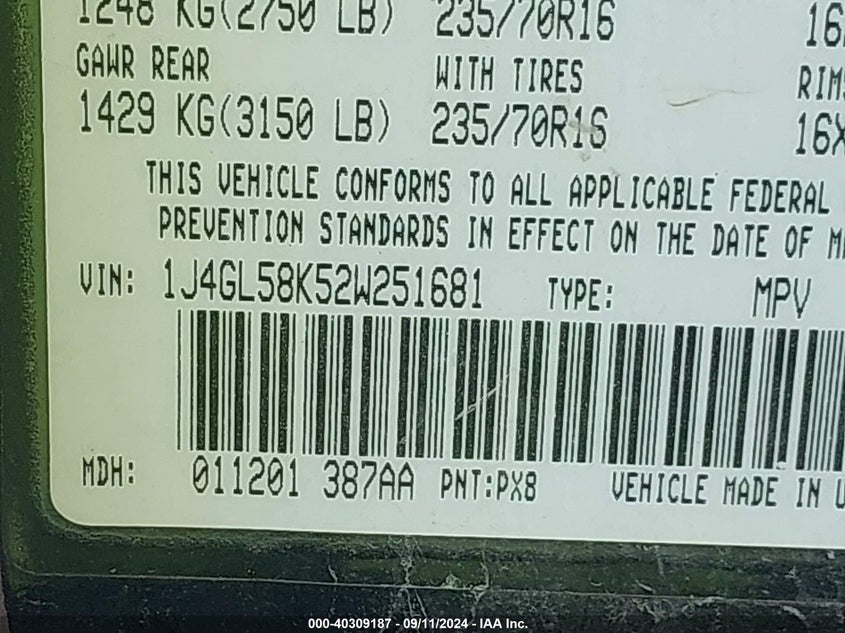 1248 KG(2750 LB) 235/70R16 16
GAWR REAR WITH TIRES RIMS
1429 KG(3150 LB) 235/70R16 16X
THIS VEHICLE CONFORMS TO ALL APPLICABLE FEDERAL
PREVENTION STANDARDS IN EFFECT ON THE DATE OF MA
VIN: 1J4GL58K52W251681 TYPE: MPV
MDH: 011201 387AA PNT:PX8 VEHICLE MADE IN U
000-40309187 - 09/11/2024 - IAA Inc.